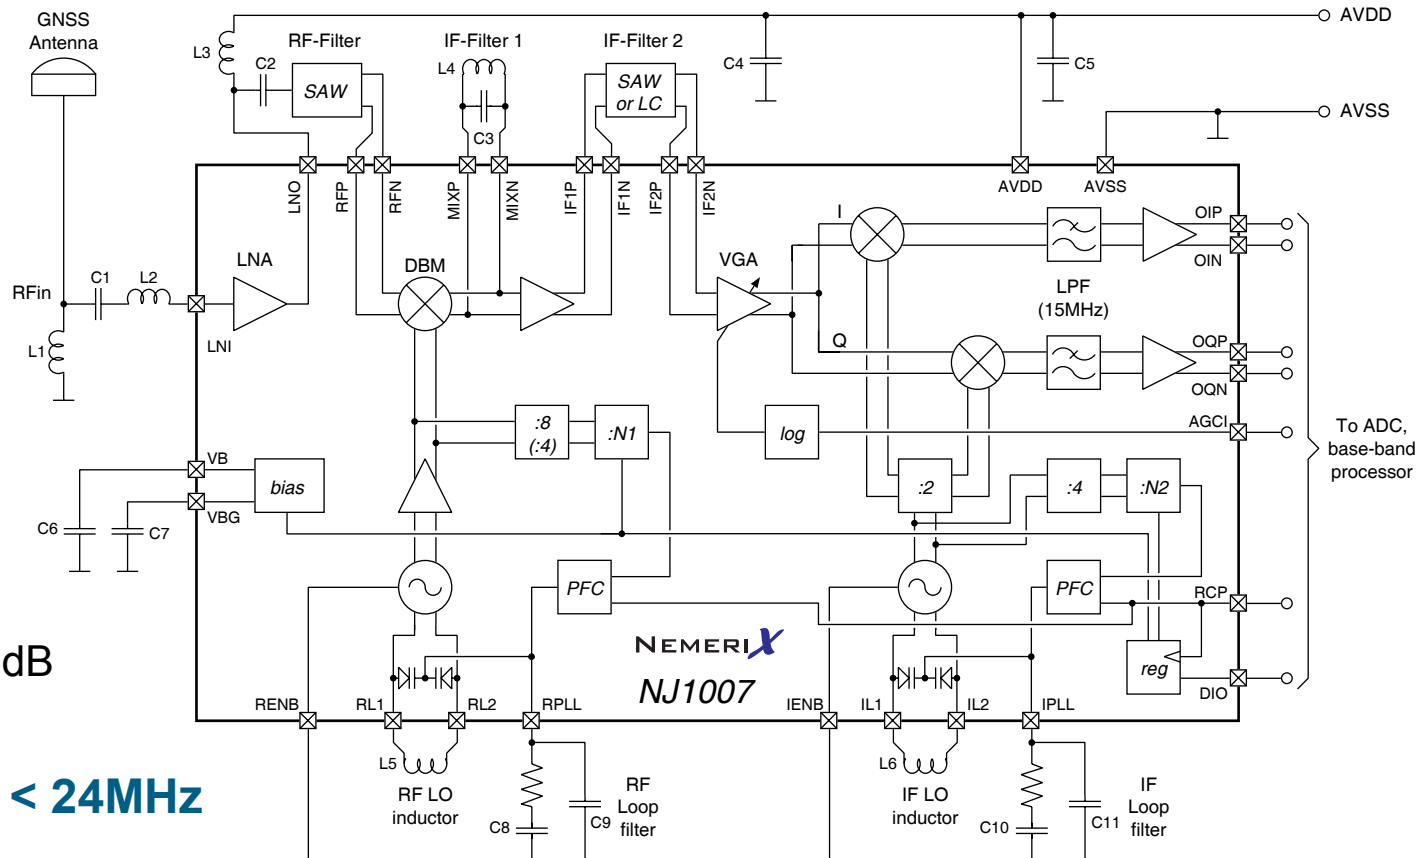 GNSS
Antenna
L3
C2
RF-Filter
SAW
IF-Filter 1
L4
C3
IF-Filter 2
SAW
or LC
C4
C5
AVDD
AVSS
LNO
RFP
RFN
MIXP
MIXN
IF1P
IF1N
IF2P
IF2N
AVDD
AVSS
RFin
C1
L2
L1
LNI
LNA
DBM
VGA
I
Q
LPF
(15MHz)
OIP
OIN
OQP
OQN
AGCI
To ADC,
base-band
processor
:8
(:4)
:N1
log
VB
VBG
bias
C6
C7
:2
:4
:N2
PFC
PFC
RCP
reg
DIO
NEMERIX
NJ1007
dB
RENB
RL1
RL2
RPLL
IENB
IL1
IL2
IPLL
L5
RF LO
inductor
C8
C9
RF
Loop
filter
L6
IF LO
inductor
C10
C11
IF
Loop
filter
< 24MHz